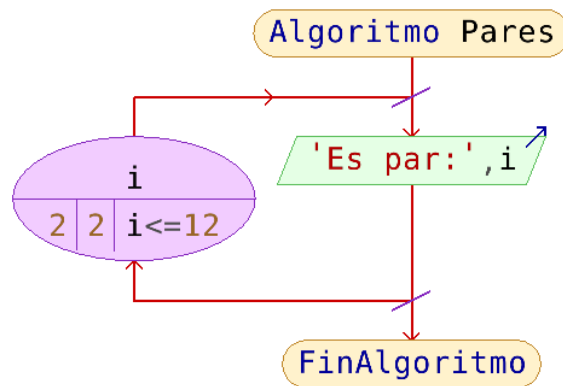 Algoritmo Pares
'Es par:',i
i
2 2 i<=12
FinAlgoritmo